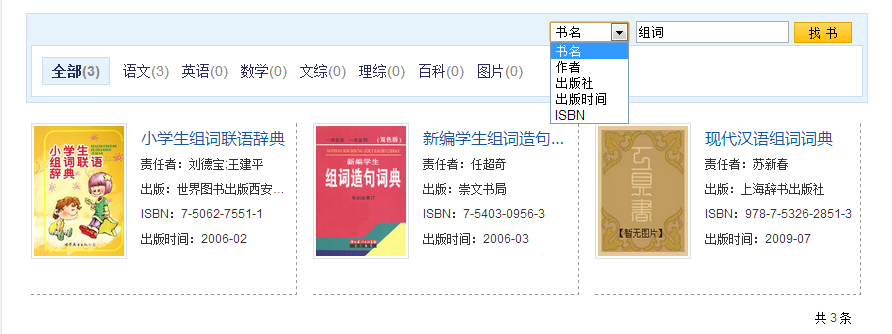 书名 组词 找 书
书名
作者
出版社
出版时间
ISBN
全部(3) 语文(3) 英语(0) 数学(0) 文综(0) 理综(0) 百科(0) 图片(0)
小学生
组词联语
辞典
小学生组词联语辞典
责任者：刘德宝;王建平
出版：世界图书出版西安...
ISBN：7-5062-7551-1
出版时间：2006-02
(双色版)
新编学生
组词造句词典
新编学生组词造句...
责任者：任超奇
出版：崇文书局
ISBN：7-5403-0956-3
出版时间：2006-03
【暂无图片】
现代汉语组词词典
责任者：苏新春
出版：上海辞书出版社
ISBN：978-7-5326-2851-3
出版时间：2009-07
共 3 条